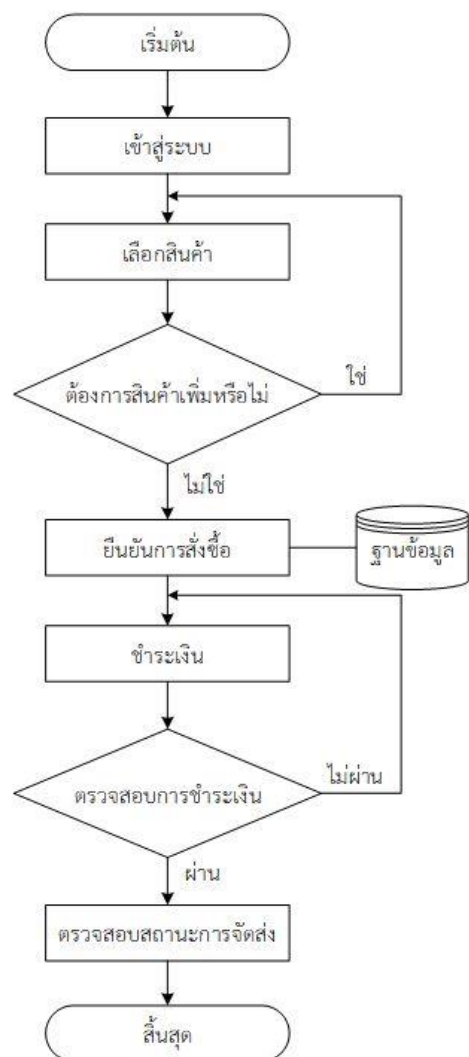 เริ่มต้น
เข้าสู่ระบบ
เลือกสินค้า
ต้องการสินค้าเพิ่มหรือไม่
ใช่
ไม่ใช่
ยืนยันการสั่งซื้อ
ฐานข้อมูล
ชำระเงิน
ตรวจสอบการชำระเงิน
ไม่ผ่าน
ผ่าน
ตรวจสอบสถานะการจัดส่ง
สิ้นสุด